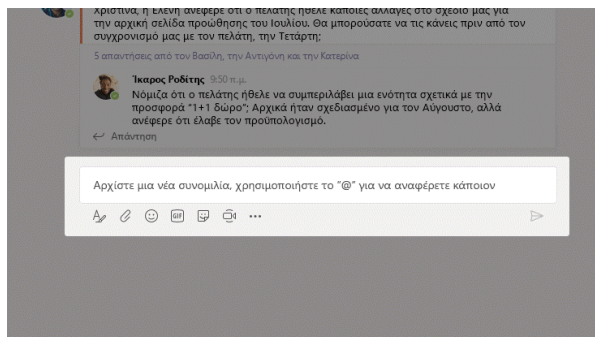 Χριστίνα, η Ελένη ανέφερε ότι ο πελάτης ήθελε κάποιες αλλαγές στο σχέδιό μας για
την αρχική σελίδα προώθησης του Ιουλίου. Θα μπορούσατε να τις κάνεις πριν από τον
συγχρονισμό μας με τον πελάτη, την Τετάρτη;
5 απαντήσεις από τον Βασίλη, την Αντιγόνη και την Κατερίνα
Ίκαρος Ροδίτης 9:50 π.μ.
Νόμιζα ότι ο πελάτης ήθελε να συμπεριλάβει μια ενότητα σχετικά με την
προσφορά "1+1 δώρο"; Αρχικά ήταν σχεδιασμένο για τον Αύγουστο, αλλά
ανέφερε ότι έλαβε τον προϋπολογισμό.
Απάντηση
Αρχίστε μια νέα συνομιλία, χρησιμοποιήστε το "@" για να αναφέρετε κάποιον
GIF